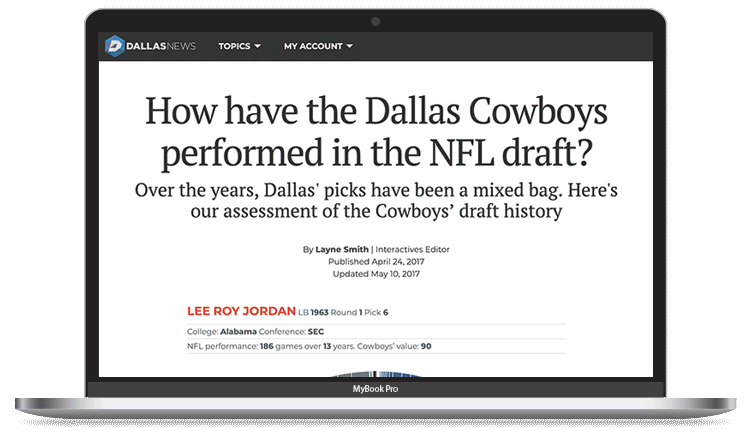 DALLASNEWS TOPICS MY ACCOUNT
How have the Dallas Cowboys
performed in the NFL draft?
Over the years, Dallas' picks have been a mixed bag. Here's
our assessment of the Cowboys’ draft history
By Layne Smith | Interactives Editor
Published April 24, 2017
Updated May 10, 2017
LEE ROY JORDAN LB 1963 Round 1 Pick 6
College: Alabama Conference: SEC
NFL performance: 186 games over 13 years. Cowboys’ value: 90
MyBook Pro